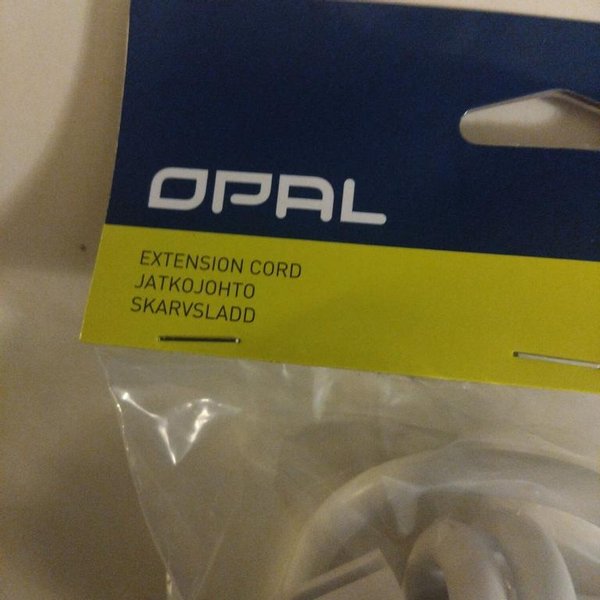 OPAL
EXTENSION CORD
JATKOJOHTO
SKARVSLADD